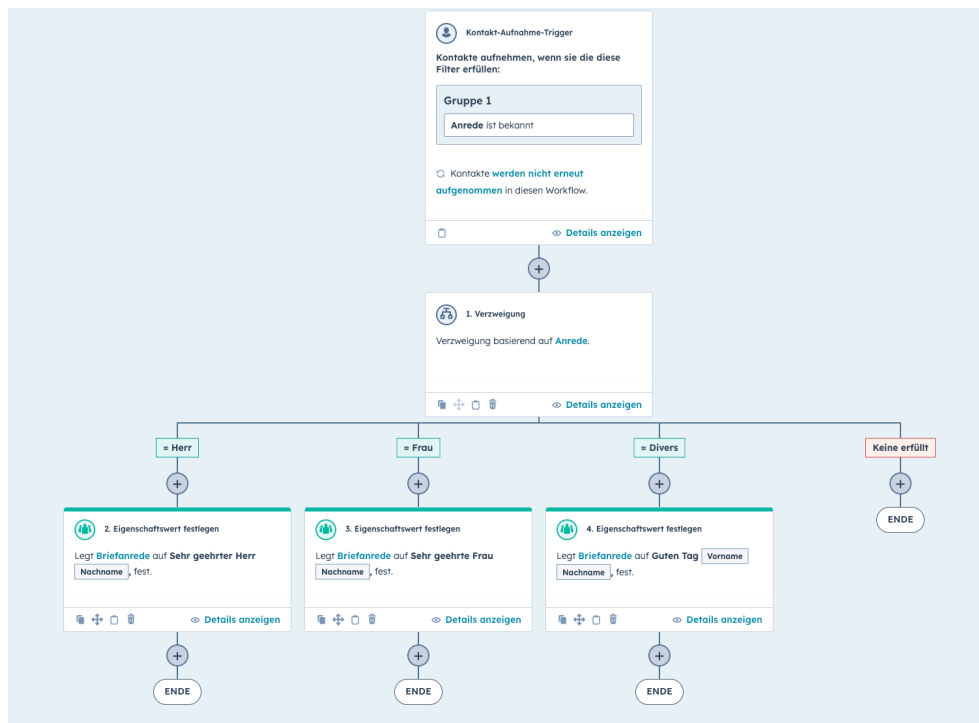 Kontakt-Aufnahme-Trigger
Kontakte aufnehmen, wenn sie die diese
Filter erfüllen:
Gruppe 1
Anrede ist bekannt
Kontakte werden nicht erneut
aufgenommen in diesen Workflow.
Details anzeigen
+
1. Verzweigung
Verzweigung basierend auf Anrede.
Details anzeigen
= Herr
+
2. Eigenschaftswert festlegen
Legt Briefanrede auf Sehr geehrter Herr
Nachname , fest.
Details anzeigen
+
ENDE
= Frau
+
3. Eigenschaftswert festlegen
Legt Briefanrede auf Sehr geehrte Frau
Nachname , fest.
Details anzeigen
+
ENDE
= Divers
+
4. Eigenschaftswert festlegen
Legt Briefanrede auf Guten Tag Vorname
Nachname , fest.
Details anzeigen
+
ENDE
Keine erfüllt
+
ENDE